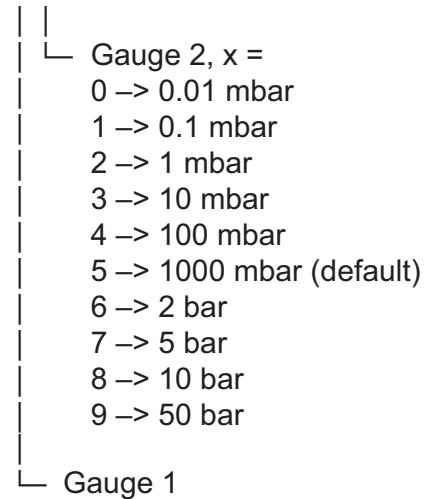 Gauge 2, x =
0 –> 0.01 mbar
1 –> 0.1 mbar
2 –> 1 mbar
3 –> 10 mbar
4 –> 100 mbar
5 –> 1000 mbar (default)
6 –> 2 bar
7 –> 5 bar
8 –> 10 bar
9 –> 50 bar
Gauge 1